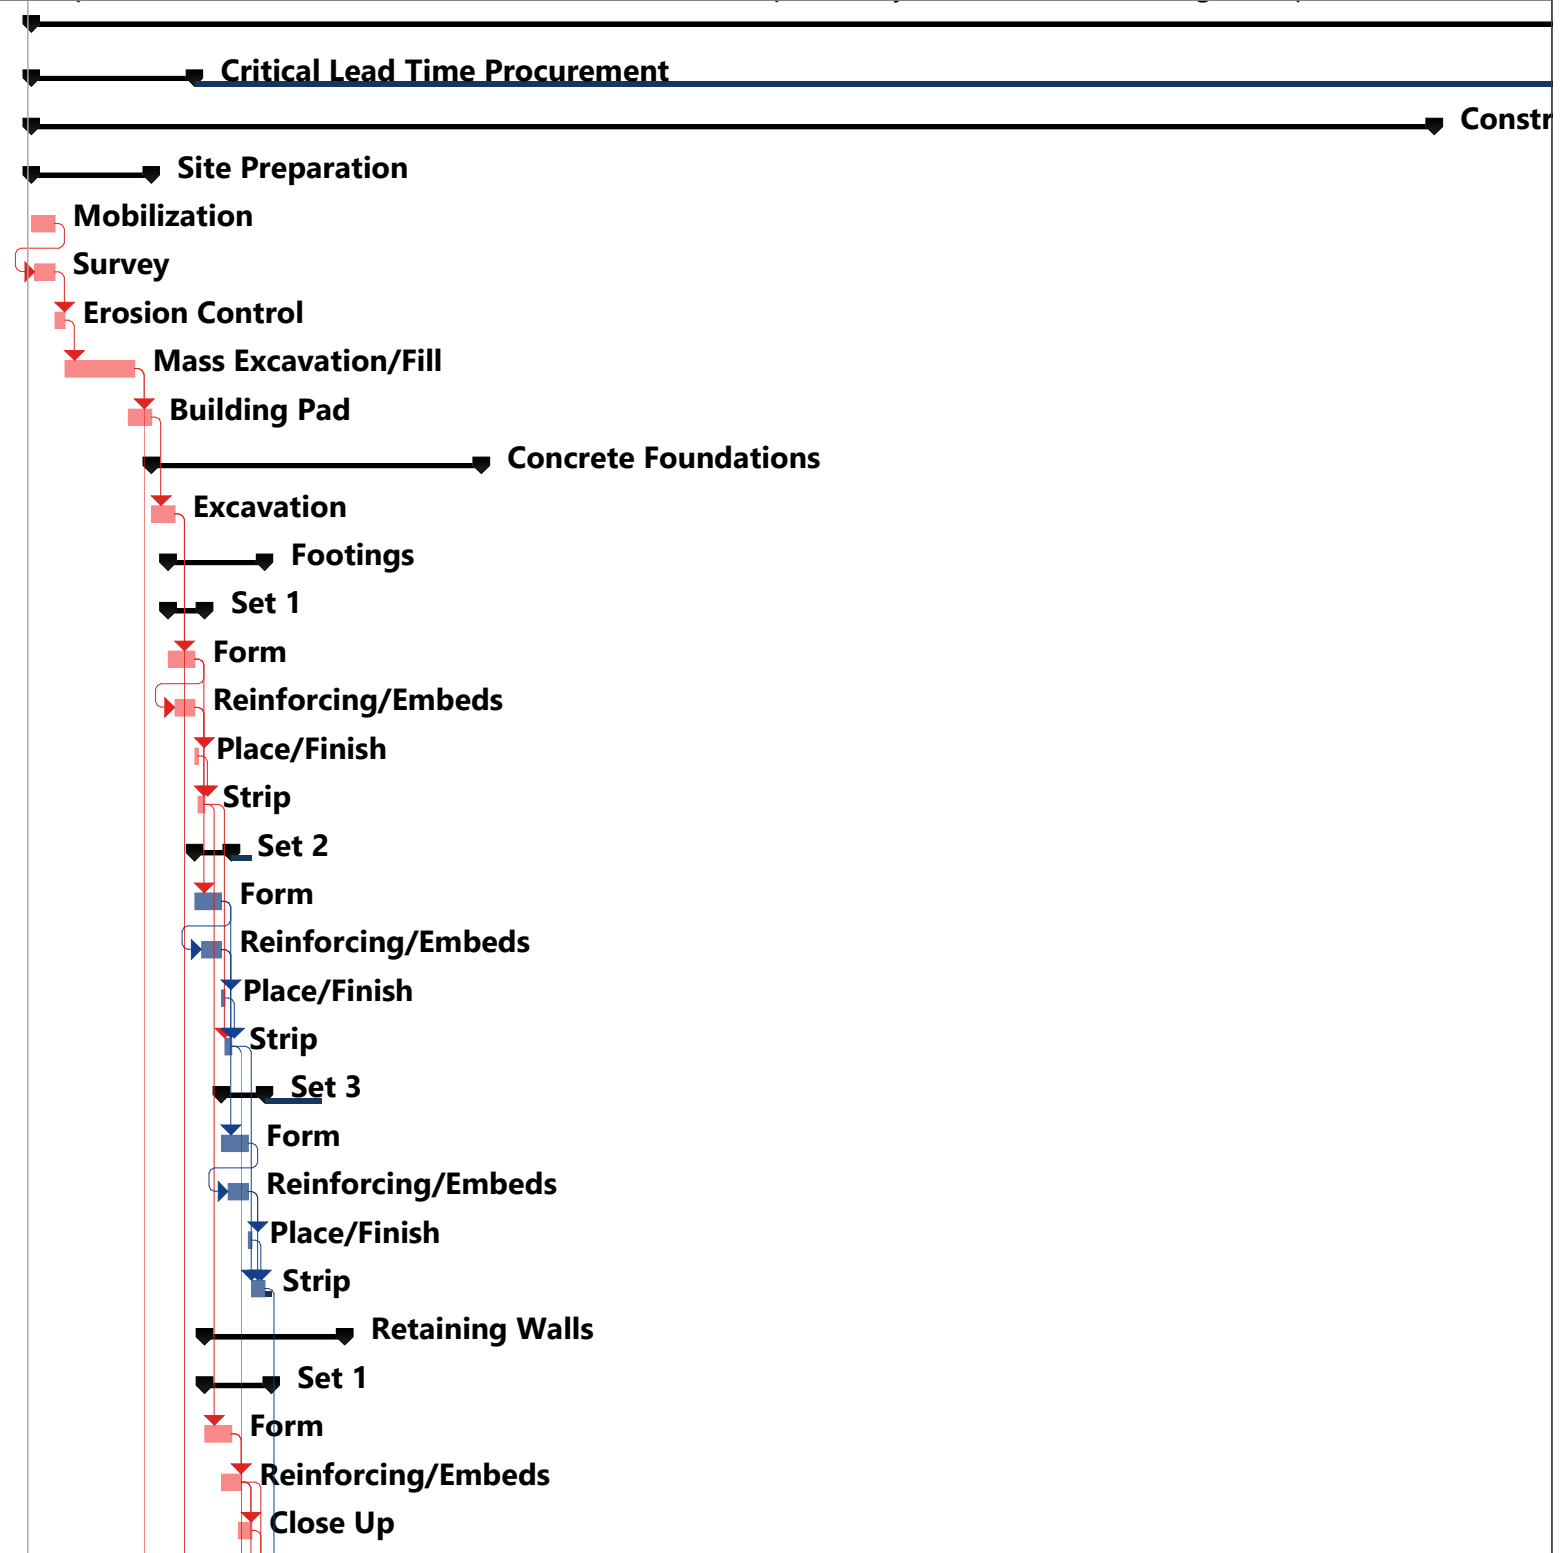 Critical Lead Time Procurement
Constr
Site Preparation
Mobilization
Survey
Erosion Control
Mass Excavation/Fill
Building Pad
Concrete Foundations
Excavation
Footings
Set 1
Form
Reinforcing/Embeds
Place/Finish
Strip
Set 2
Form
Reinforcing/Embeds
Place/Finish
Strip
Set 3
Form
Reinforcing/Embeds
Place/Finish
Strip
Retaining Walls
Set 1
Form
Reinforcing/Embeds
Close Up